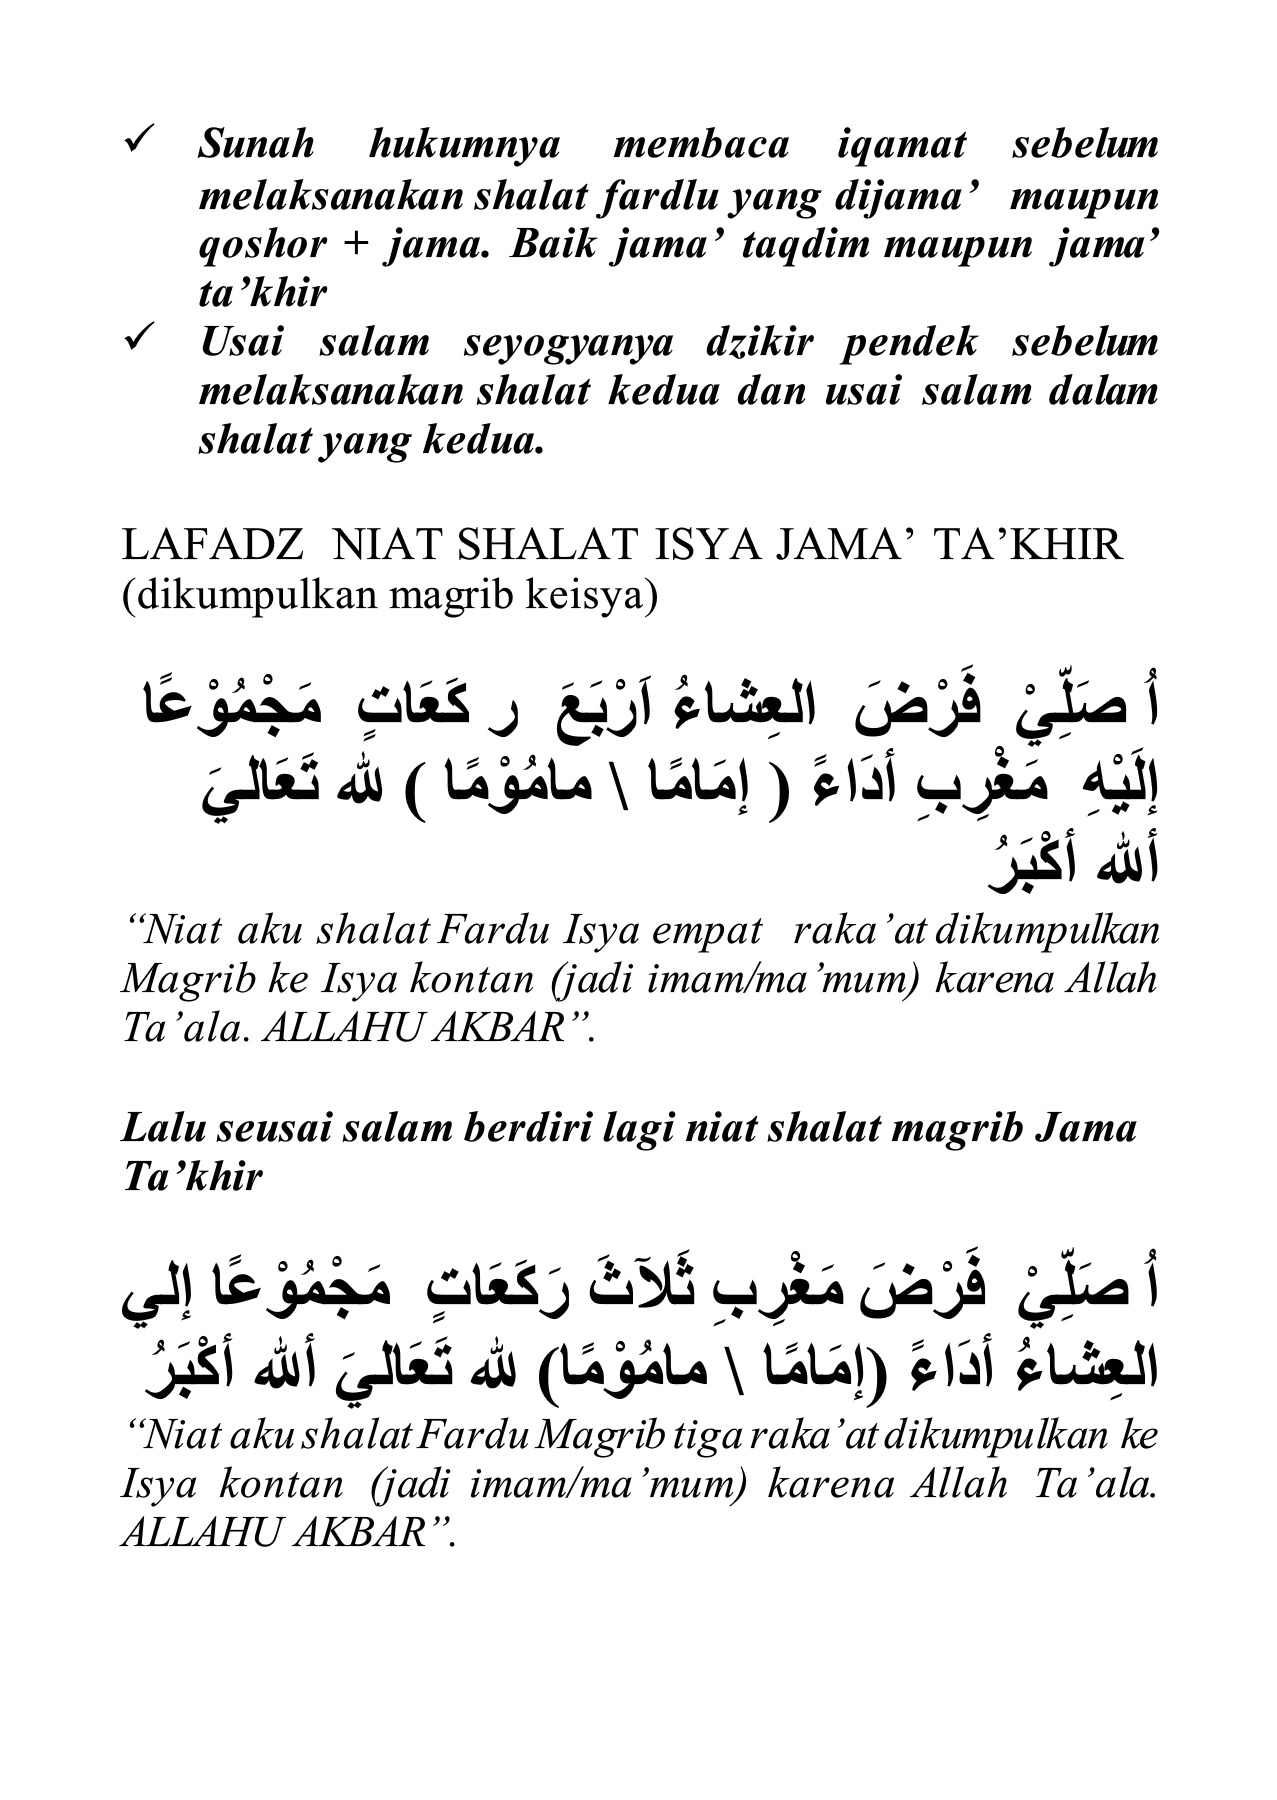 ✓ Sunah hukumnya membaca iqamat sebelum
melaksanakan shalat fardlu yang dijama’ maupun
qoshor + jama. Baik jama’ taqdim maupun jama’
ta’khir
✓ Usai salam seyogyanya dzikir pendek sebelum
melaksanakan shalat kedua dan usai salam dalam
shalat yang kedua.
LAFADZ NIAT SHALAT ISYA JAMA’ TA’KHIR
(dikumpulkan magrib keisya)
اُ صَلِّيْ فَرْضَ العِشاءُ اَرْبَعَ ر كَعَاتٍ مَجْمُوْعًا
إلَيْهِ مَغْرِبِ أدَاءً ( إمَامًا \ مامُوْمًا ) لله تَعَاليَ
ألله أكْبَرُ
“Niat aku shalat Fardu Isya empat raka’at dikumpulkan
Magrib ke Isya kontan (jadi imam/ma’mum) karena Allah
Ta’ala. ALLAHU AKBAR”.
Lalu seusai salam berdiri lagi niat shalat magrib Jama
Ta’khir
اُ صَلِّيْ فَرْضَ مَغْرِبِ ثَلآثَ رَكَعَاتٍ مَجْمُوْعًا إلي
العِشاءُ أدَاءً (إمَامًا \ مامُوْمًا) لله تَعَاليَ ألله أكْبَرُ
“Niat aku shalat Fardu Magrib tiga raka’at dikumpulkan ke
Isya kontan (jadi imam/ma’mum) karena Allah Ta’ala.
ALLAHU AKBAR”.